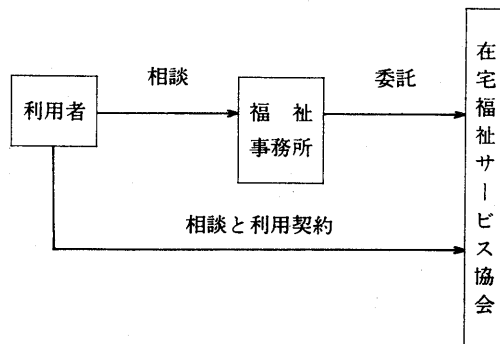 相談
委託
利用者
福祉
事務所
相談と利用契約
在宅福祉サービス協会